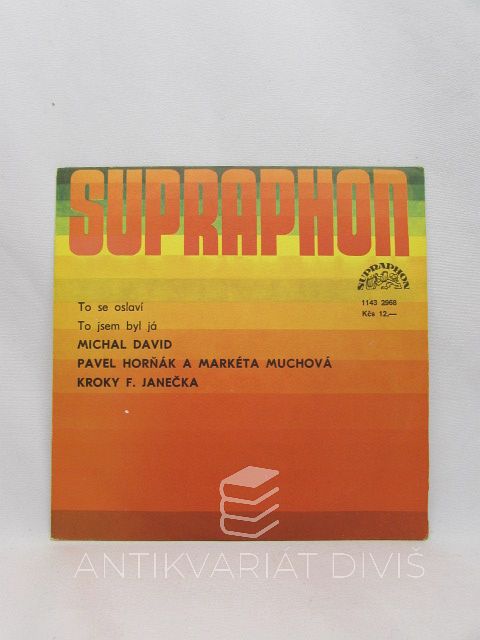 SUPRAPHON
SUPRAPHON
1143 2968
Kčs 12,—
To se oslaví
To jsem byl já
MICHAL DAVID
PAVEL HORŇÁK A MARKÉTA MUCHOVÁ
KROKY F. JANEČKA
ANTIKVARIÁT DIVIŠ